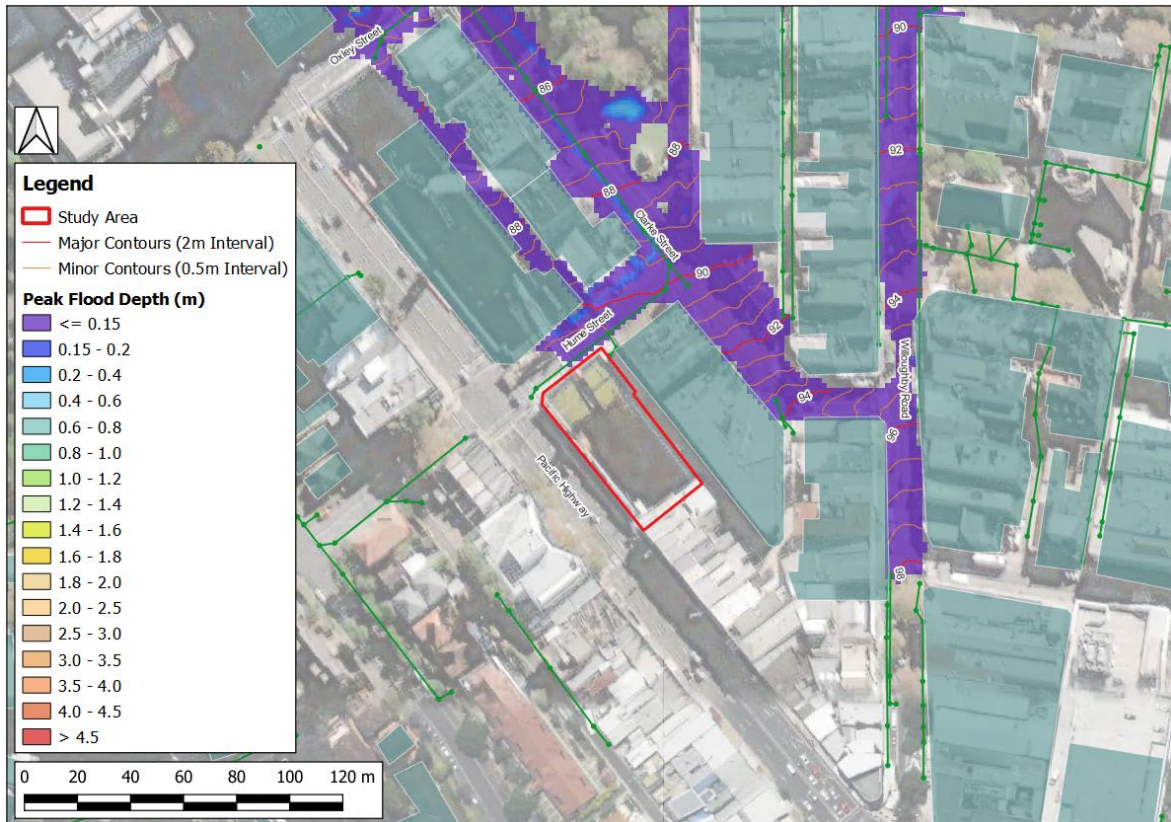 Oxley Street
90
86
92
88
88
88
Clarke Street
90
94
Hume Street
92
Willoughby Road
94
96
Pacific Highway
98
Legend
Study Area
Major Contours (2m Interval)
Minor Contours (0.5m Interval)
Peak Flood Depth (m)
<= 0.15
0.15 - 0.2
0.2 - 0.4
0.4 - 0.6
0.6 - 0.8
0.8 - 1.0
1.0 - 1.2
1.2 - 1.4
1.4 - 1.6
1.6 - 1.8
1.8 - 2.0
2.0 - 2.5
2.5 - 3.0
3.0 - 3.5
3.5 - 4.0
4.0 - 4.5
> 4.5
0 20 40 60 80 100 120 m